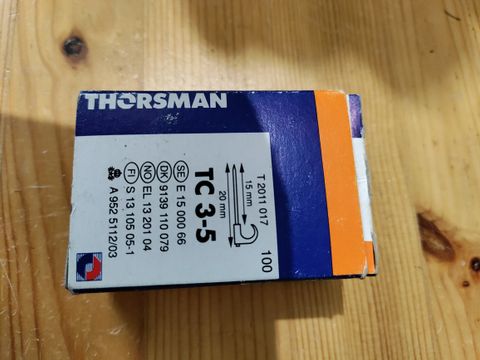 THORSMAN
T 2011 017
100
15 mm
20 mm
TC 3-5
SE E 15 000 66
DK 9139 110 079
NO EL 13 201 04
FI S 13 105 05-1
A 952 5112/03